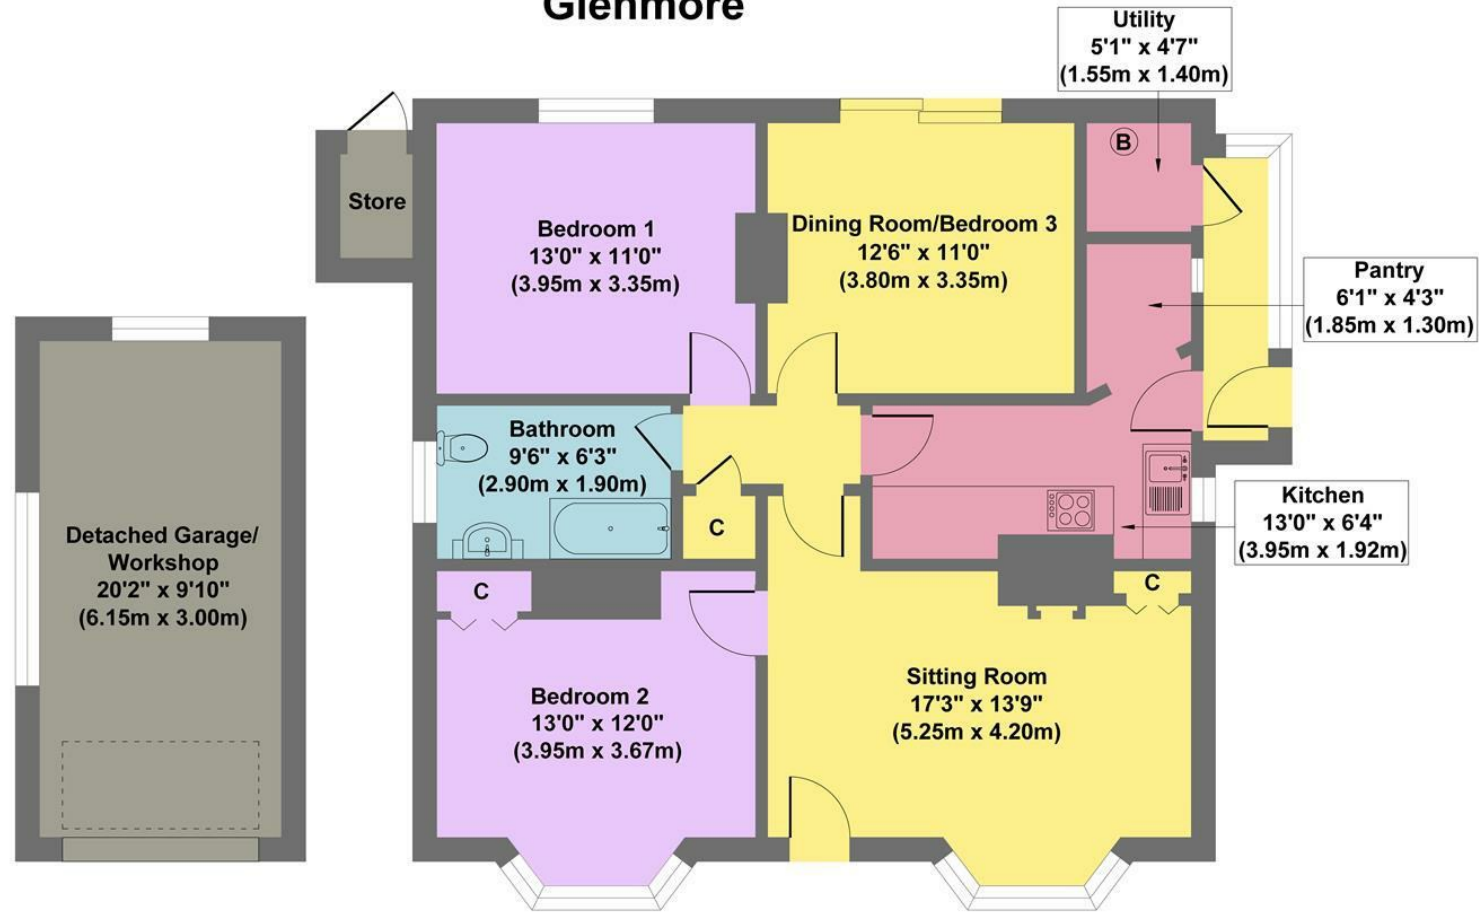 Glenmore
Utility
5'1" x 4'7"
(1.55m x 1.40m)
B
Store
Bedroom 1
13'0" x 11'0"
(3.95m x 3.35m)
Dining Room/Bedroom 3
12'6" x 11'0"
(3.80m x 3.35m)
Pantry
6'1" x 4'3"
(1.85m x 1.30m)
Bathroom
9'6" x 6'3"
(2.90m x 1.90m)
C
Kitchen
13'0" x 6'4"
(3.95m x 1.92m)
Detached Garage/
Workshop
20'2" x 9'10"
(6.15m x 3.00m)
C
C
Bedroom 2
13'0" x 12'0"
(3.95m x 3.67m)
Sitting Room
17'3" x 13'9"
(5.25m x 4.20m)